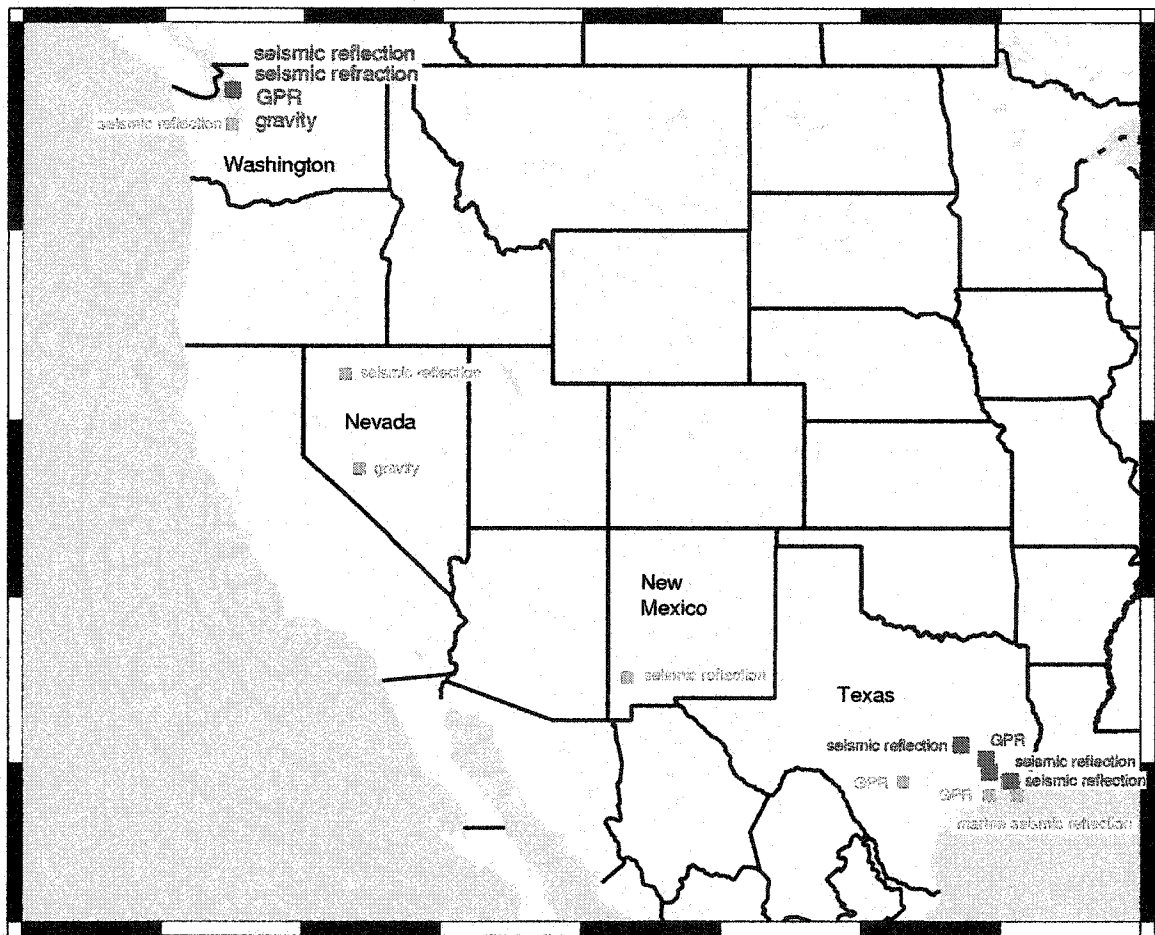 seismic reflection
seismic refraction
GPR
seismic reflection gravity
Washington
seismic reflection
Nevada
gravity
New
Mexico
seismic reflection
Texas
GPR
seismic reflection
seismic reflection
GPR seismic reflection
GPR
marine seismic reflection